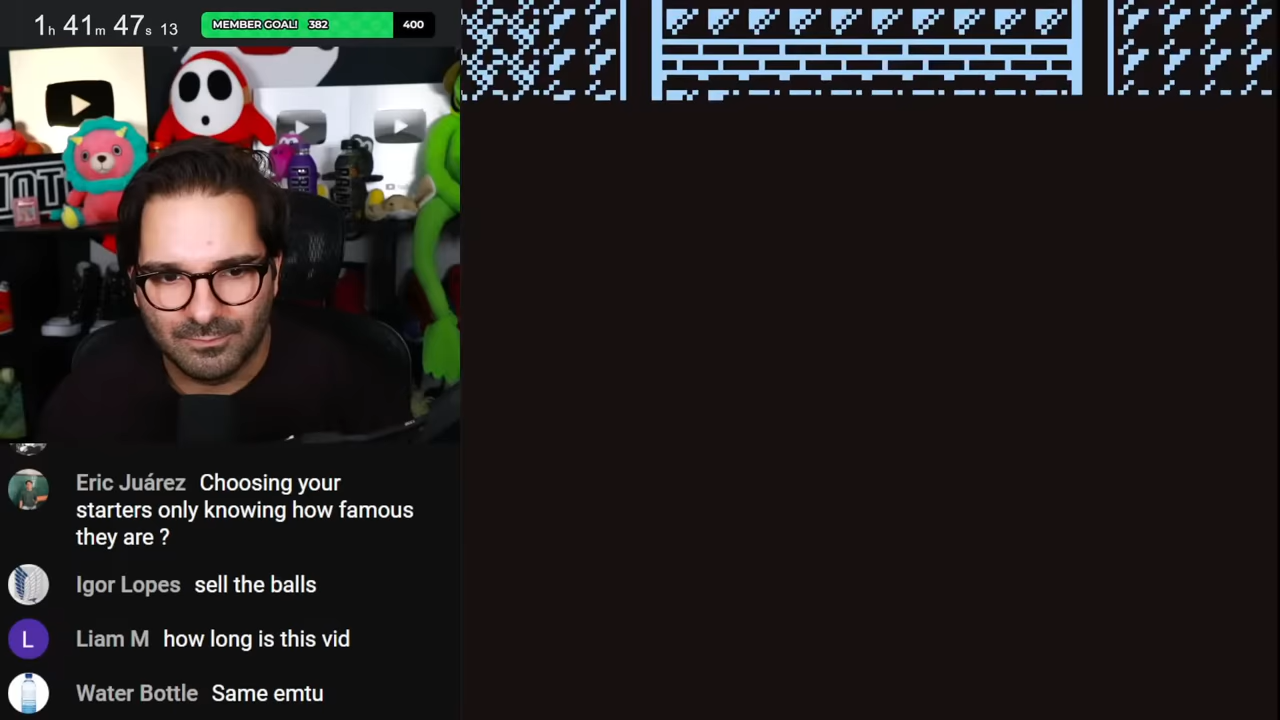 1h 41m 47s 13
MEMBER GOAL! 382 400
Eric Juárez Choosing your
starters only knowing how famous
they are ?
Igor Lopes sell the balls
L Liam M how long is this vid
Water Bottle Same emtu